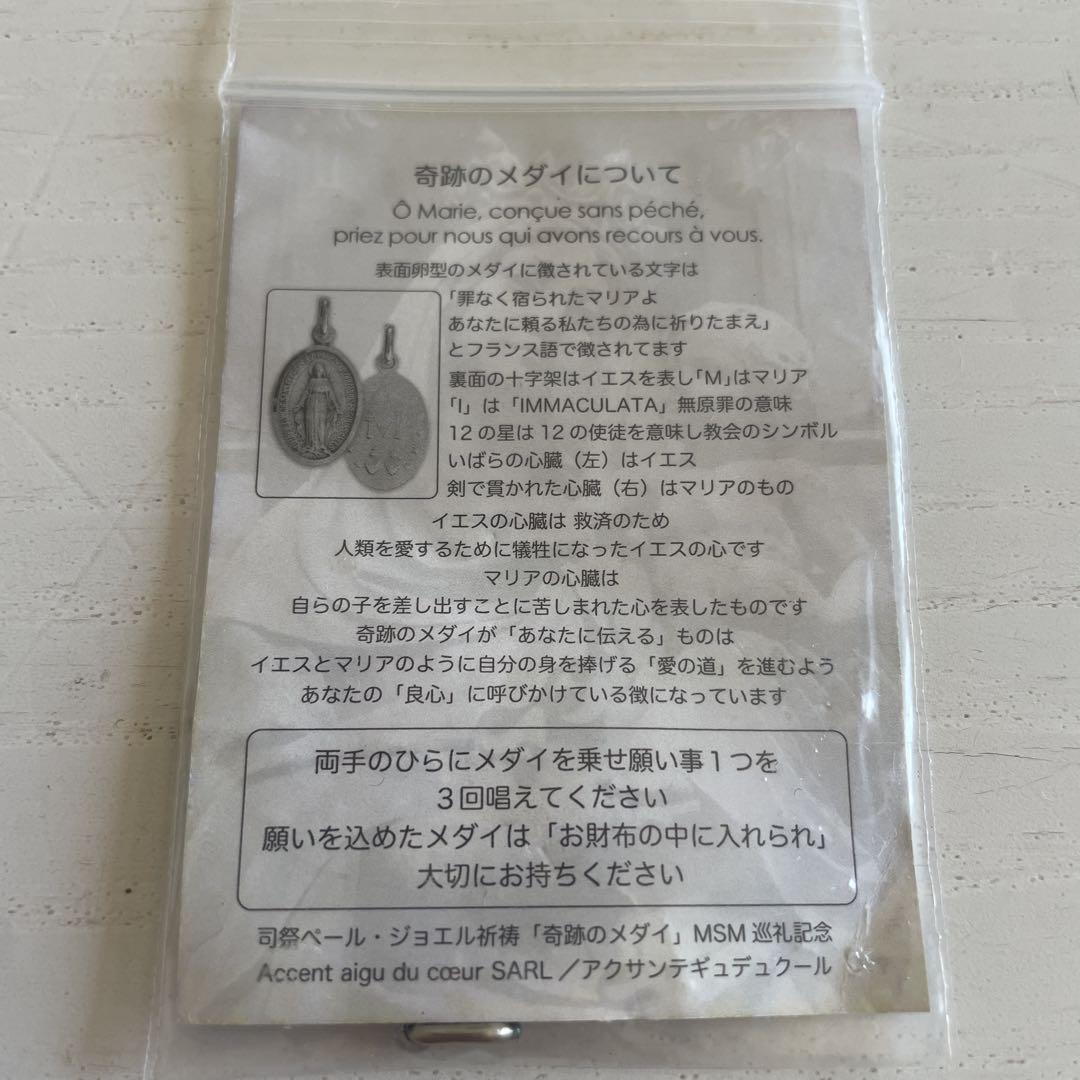 奇跡のメダイについて
Ô Marie, conçue sans péché,
priez pour nous qui avons recours à vous.
表面卵型のメダイに徴されている文字は
「罪なく宿られたマリアよ
あなたに頼る私たちの為に祈りたまえ」
とフランス語で徴されてます
裏面の十字架はイエスを表し「M」はマリア
「I」は「IMMACULATA」無原罪の意味
12 の星は 12 の使徒を意味し教会のシンボル
いばらの心臓（左）はイエス
剣で貫かれた心臓（右）はマリアのもの
イエスの心臓は 救済のため
人類を愛するために犠牲になったイエスの心です
マリアの心臓は
自らの子を差し出すことに苦しまれた心を表したものです
奇跡のメダイが「あなたに伝える」ものは
イエスとマリアのように自分の身を捧げる「愛の道」を進むよう
あなたの「良心」に呼びかけている徴になっています
両手のひらにメダイを乗せ願い事１つを
３回唱えてください
願いを込めたメダイは「お財布の中に入れられ」
大切にお持ちください
司祭ペール・ジョエル祈祷「奇跡のメダイ」MSM 巡礼記念
Accent aigu du cœur SARL ／アクサンテギュデュクール